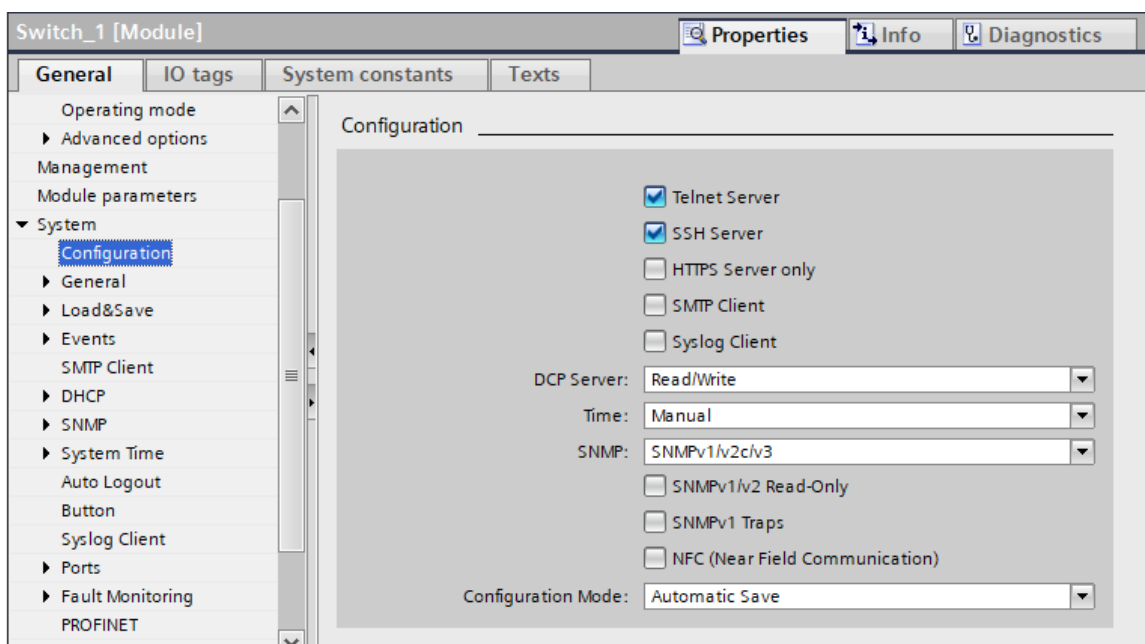 Switch_1 [Module]
Properties
Info
Diagnostics
General
IO tags
System constants
Texts
Operating mode
Advanced options
Management
Module parameters
System
Configuration
General
Load&Save
Events
SMTP Client
DHCP
SNMP
System Time
Auto Logout
Button
Syslog Client
Ports
Fault Monitoring
PROFINET
Configuration
Telnet Server
SSH Server
HTTPS Server only
SMTP Client
Syslog Client
DCP Server: Read/Write
Time: Manual
SNMP: SNMPv1/v2c/v3
SNMPv1/v2 Read-Only
SNMPv1 Traps
NFC (Near Field Communication)
Configuration Mode: Automatic Save